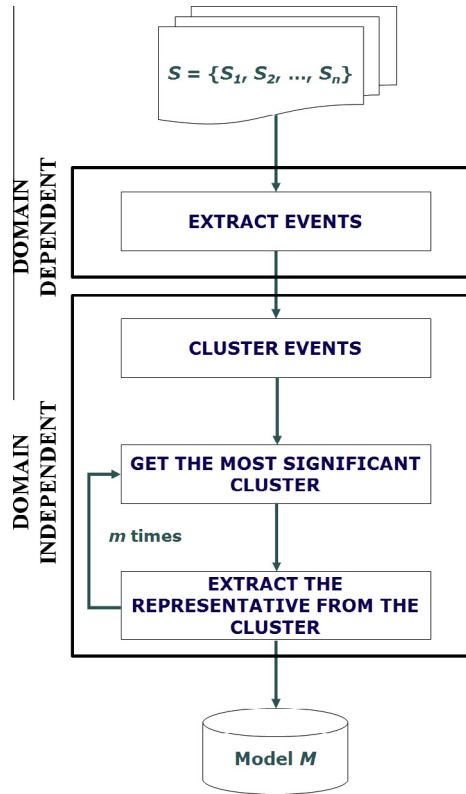 S = {S1, S2, ..., Sn}
DOMAIN
DEPENDENT
EXTRACT EVENTS
DOMAIN
INDEPENDENT
CLUSTER EVENTS
GET THE MOST SIGNIFICANT
CLUSTER
m times
EXTRACT THE
REPRESENTATIVE FROM THE
CLUSTER
Model M